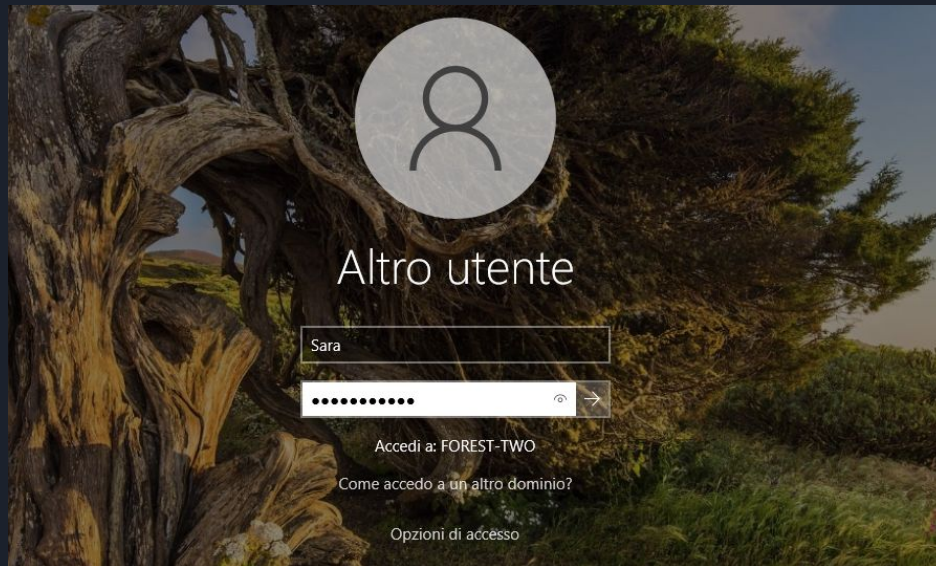 Altro utente
Sara
Accedi a: FOREST-TWO
Come accedo a un altro dominio?
Opzioni di accesso